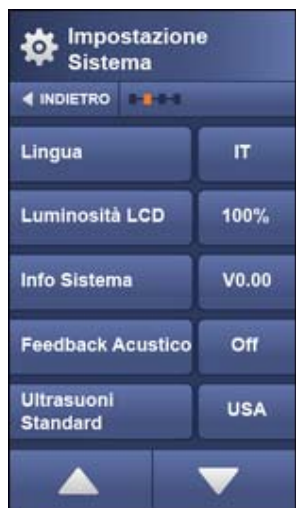 Impostazione
Sistema
INDIETRO
Lingua
IT
Luminosità LCD
100%
Info Sistema
V0.00
Feedback Acustico
Off
Ultrasuoni
Standard
USA